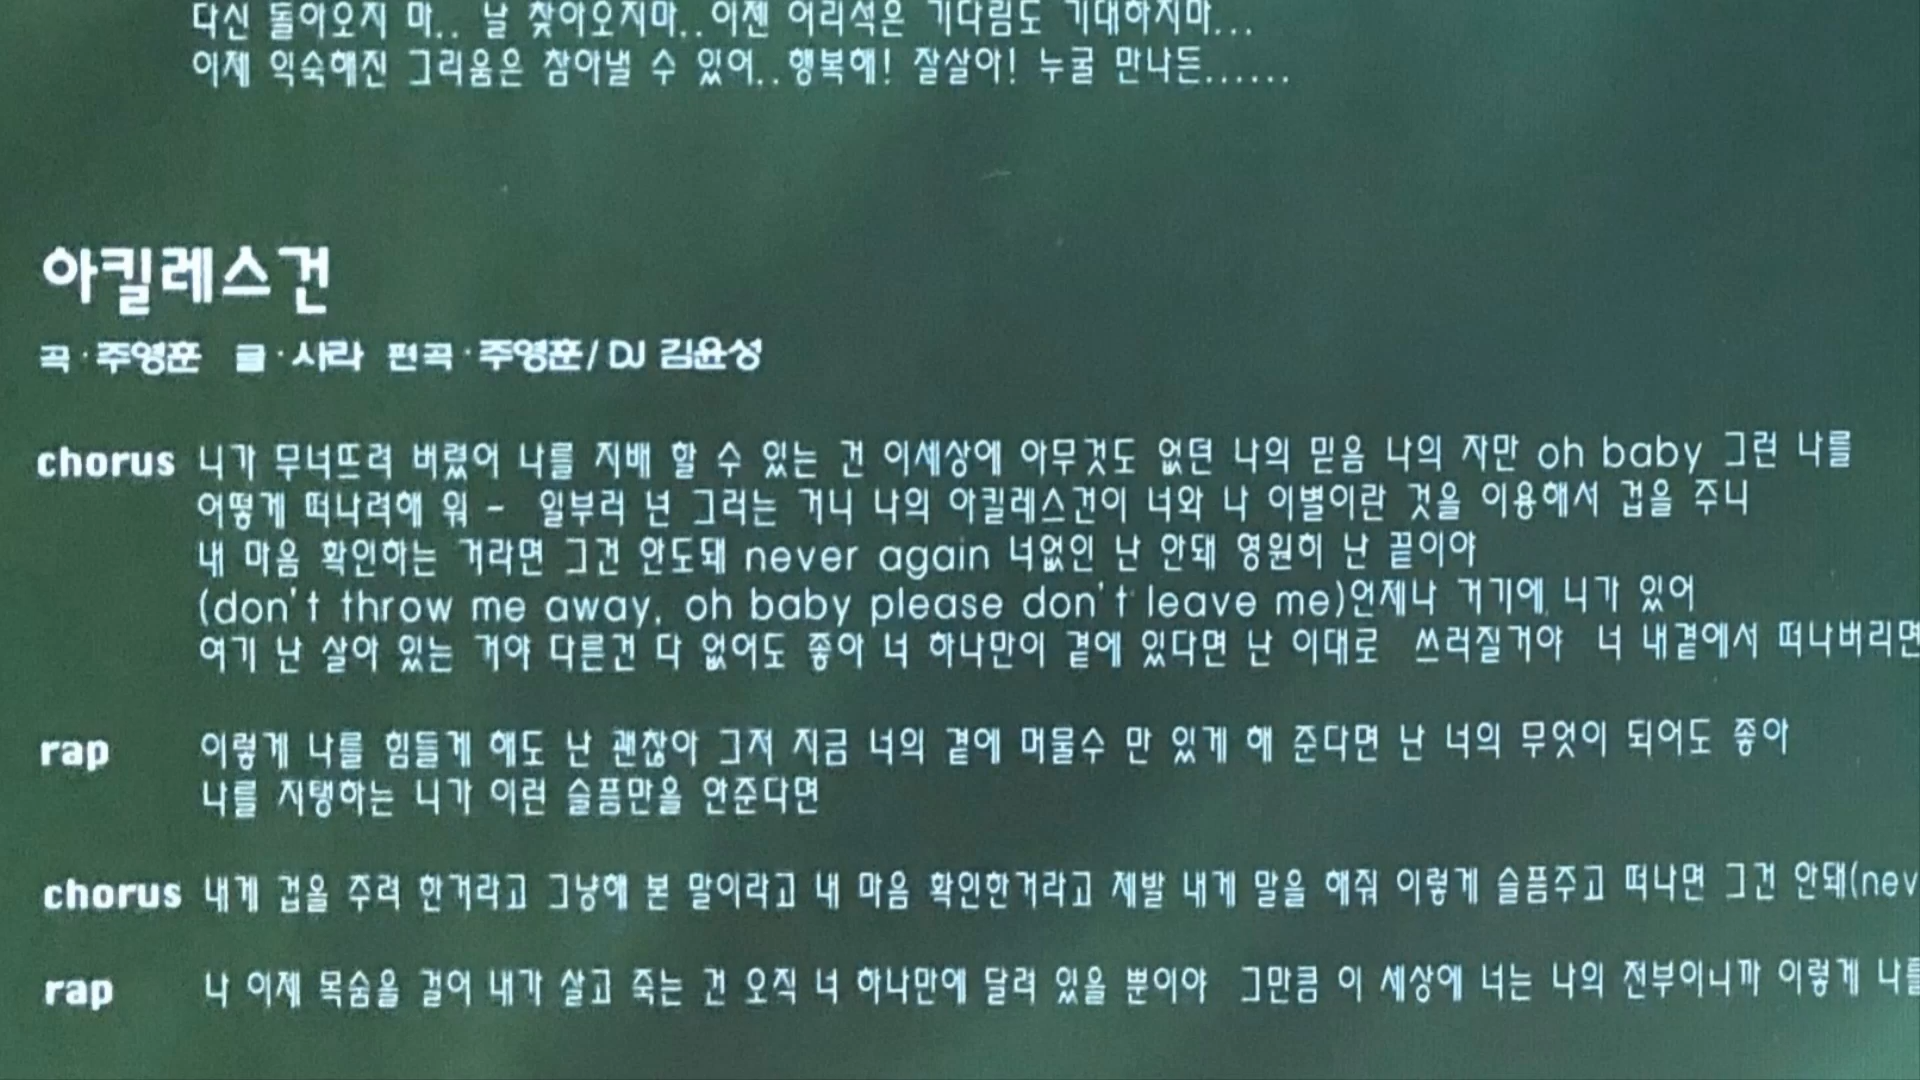 다신 돌아오지 마.. 날 찾아오지마..이젠 어리석은 기다림도 기대하지마...
이제 익숙해진 그리움은 참아낼 수 있어..행복해! 잘살아! 누굴 만나든......
아킬레스건
곡·주영훈 글·사라 편곡·주영훈/ DJ 김윤성
chorus 니가 무너뜨려 버렸어 나를 지배 할 수 있는 건 이세상에 아무것도 없던 나의 믿음 나의 자만 oh baby 그런 나를
어떻게 떠나려해 워 - 일부러 넌 그러는 거니 나의 아킬레스건이 너와 나 이별이란 것을 이용해서 겁을 주니
내 마음 확인하는 거라면 그건 안도돼 never again 너없인 난 안돼 영원히 난 끝이야
(don't throw me away, oh baby please don't leave me)언제나 거기에 니가 있어
여기 난 살아 있는 거야 다른건 다 없어도 좋아 너 하나만이 곁에 있다면 난 이대로 쓰러질거야 너 내곁에서 떠나버리면
rap 이렇게 나를 힘들게 해도 난 괜찮아 그저 지금 너의 곁에 머물수 만 있게 해 준다면 난 너의 무엇이 되어도 좋아
나를 지탱하는 니가 이런 슬픔만을 안준다면
chorus 내게 겁을 주려 한거라고 그냥해 본 말이라고 내 마음 확인한거라고 제발 내게 말을 해줘 이렇게 슬픔주고 떠나면 그건 안돼(nev
rap 나 이제 목숨을 걸어 내가 살고 죽는 건 오직 너 하나만에 달려 있을 뿐이야 그만큼 이 세상에 너는 나의 전부이니까 이렇게 나를